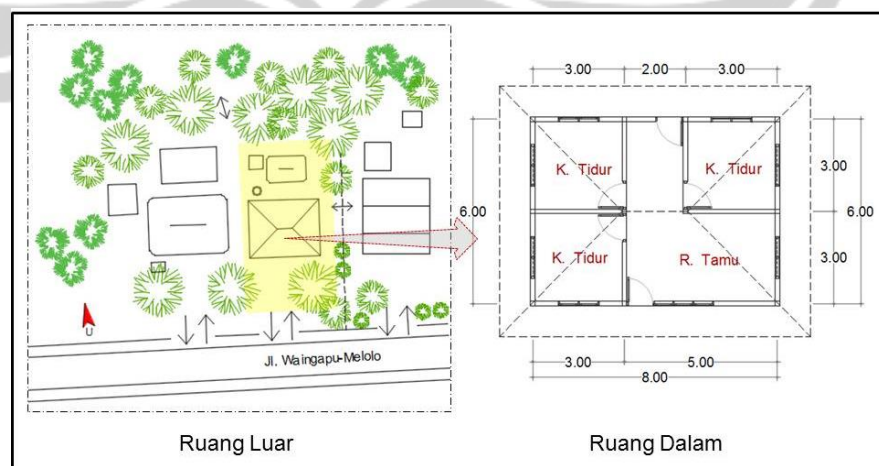 U
Jl. Waingapu-Melolo
Ruang Luar
3.00 2.00 3.00
K. Tidur K. Tidur
3.00
6.00 6.00
K. Tidur R. Tamu
3.00
3.00 5.00
8.00
Ruang Dalam